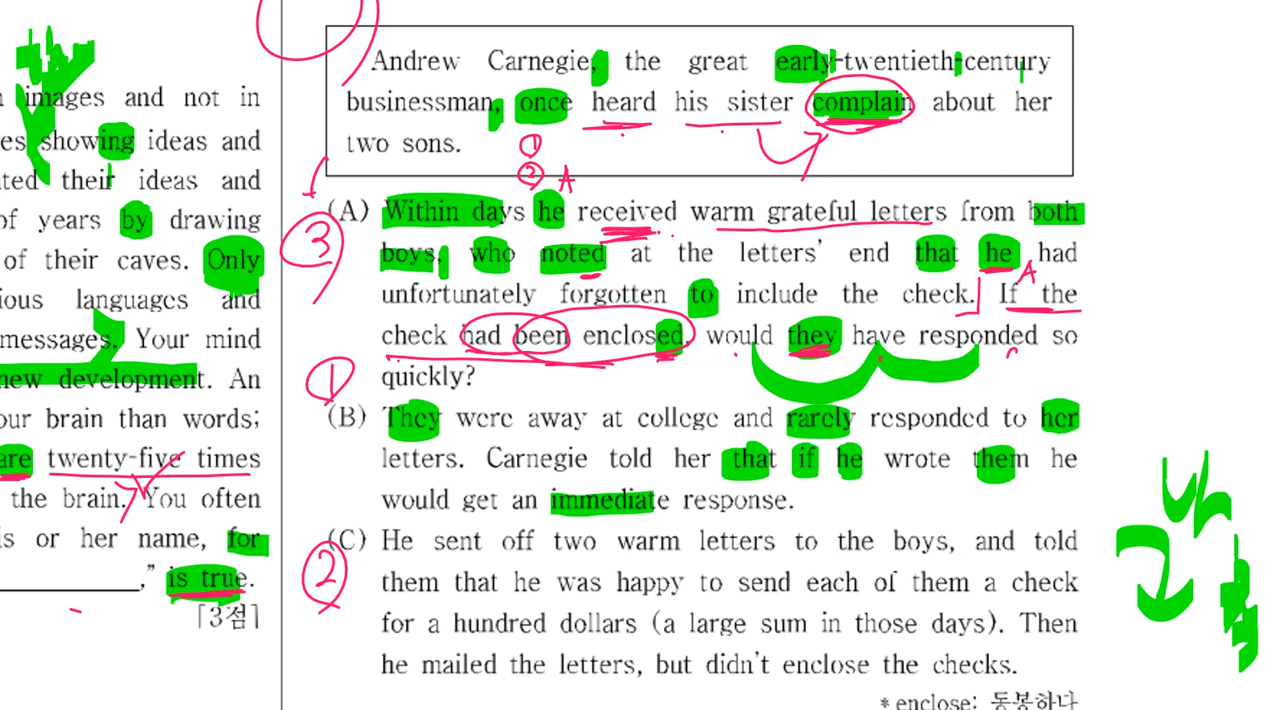 images and not in
showing ideas and
their ideas and
of years by drawing
of their caves. Only
languages and
messages. Your mind
new development. An
our brain than words;
are twenty-five times
the brain. You often
or her name, for
," is true.
[3점]
Andrew Carnegie, the great early-twentieth-century
businessman, once heard his sister complain about her
two sons.
①
② A
(A) Within days he received warm grateful letters from both
boys, who noted at the letters' end that he had
A
unfortunately forgotten to include the check. If the
check had been enclosed, would they have responded so
quickly?
(B) They were away at college and rarely responded to her
letters. Carnegie told her that if he wrote them he
would get an immediate response.
(C) He sent off two warm letters to the boys, and told
them that he was happy to send each of them a check
for a hundred dollars (a large sum in those days). Then
he mailed the letters, but didn't enclose the checks.
* enclose: 동봉하다
③
①
②